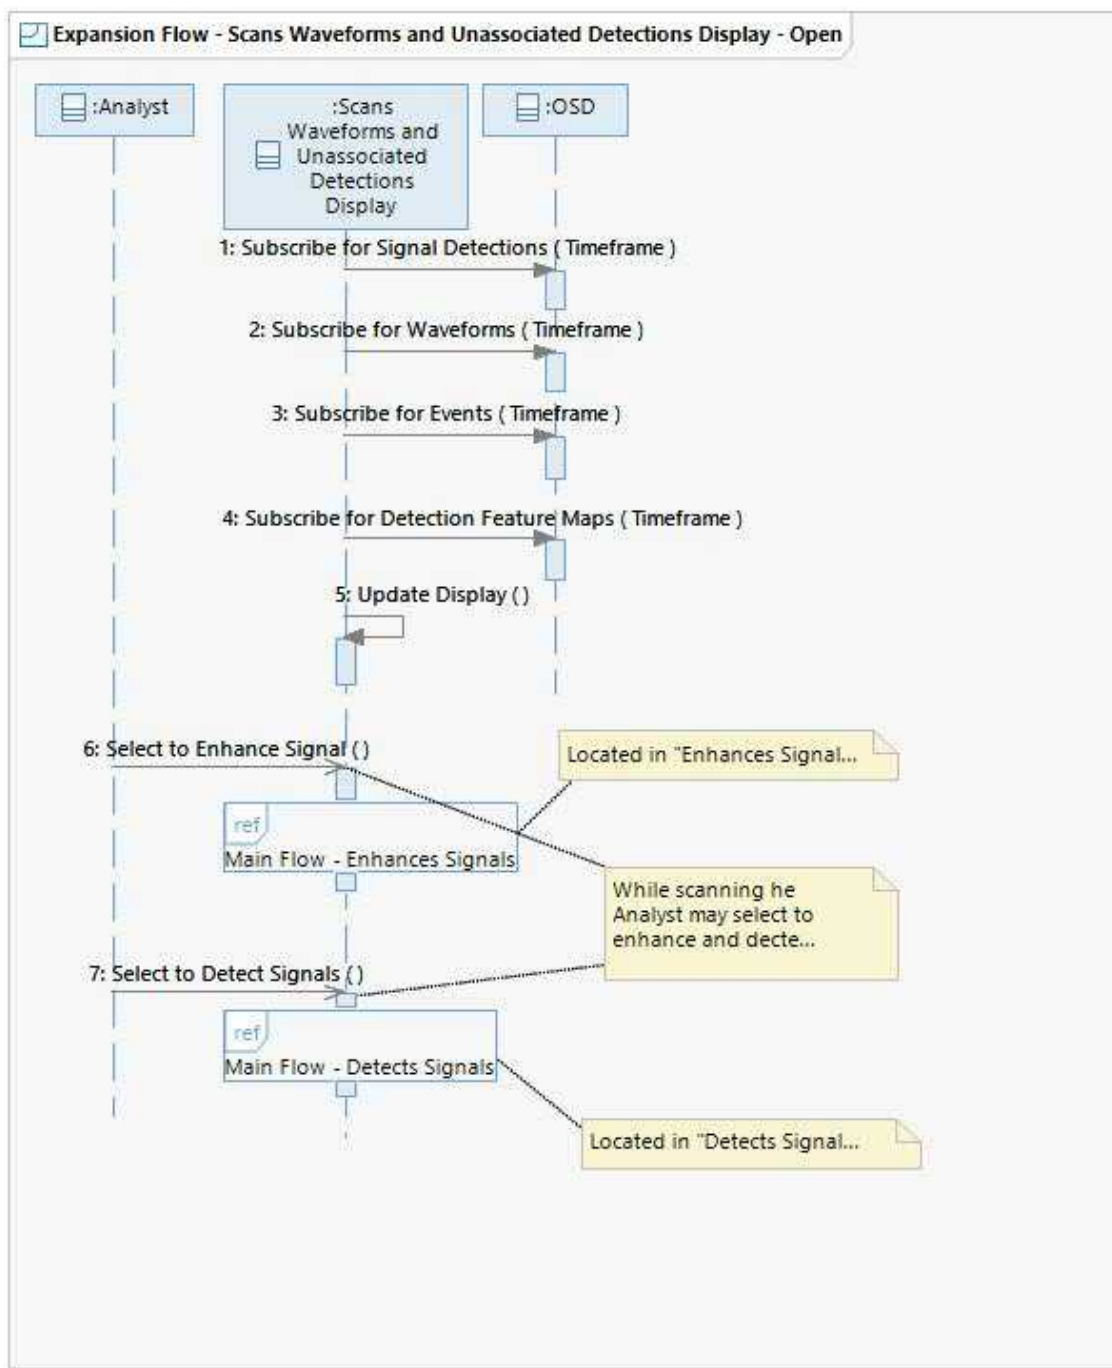 Expansion Flow - Scans Waveforms and Unassociated Detections Display - Open
:Analyst
:Scans
Waveforms and
Unassociated
Detections
Display
:OSD
1: Subscribe for Signal Detections ( Timeframe )
2: Subscribe for Waveforms ( Timeframe )
3: Subscribe for Events ( Timeframe )
4: Subscribe for Detection Feature Maps ( Timeframe )
5: Update Display ( )
6: Select to Enhance Signal ( )
Located in "Enhances Signal...
ref
Main Flow - Enhances Signals
While scanning he
Analyst may select to
enhance and decte...
7: Select to Detect Signals ( )
ref
Main Flow - Detects Signals
Located in "Detects Signal...